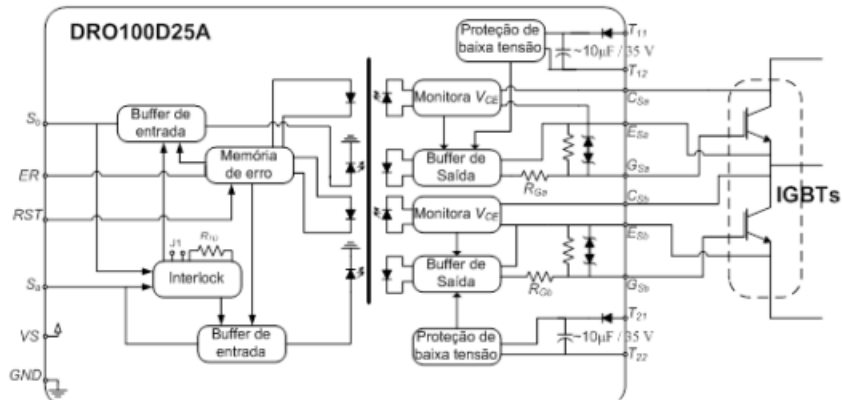 DRO100D25A
Proteção de
baixa tensão
T11
~10μF / 35 V
T12
Monitora VCE
CSa
ESa
Buffer de
Saída
RGa
GSa
Monitora VCE
CSb
ESb
Buffer de
Saída
RGb
GSb
T21
Proteção de
baixa tensão
~10μF / 35 V
T22
IGBTs
Sb
Buffer de
entrada
ER
Memória
de erro
RST
J1
Interlock
Sa
VS
Buffer de
entrada
GND